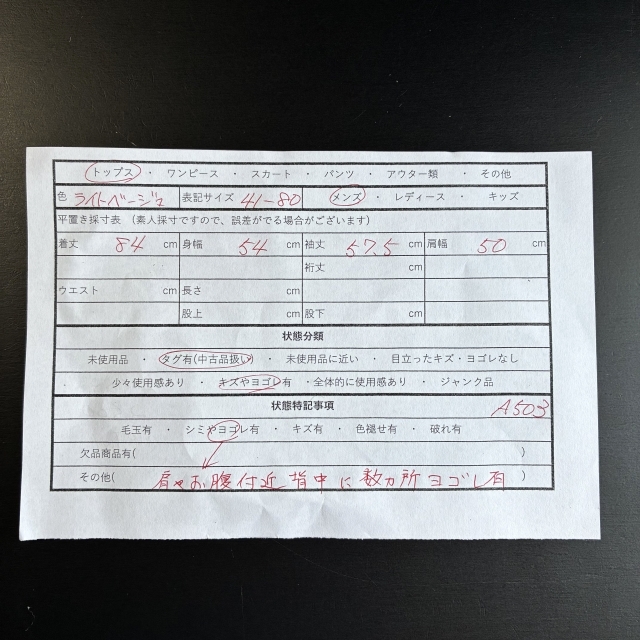 トップス ・ ワンピース ・ スカート ・ パンツ ・ アウター類 ・ その他
色 ライトベージュ 表記サイズ 41-80 メンズ ・ レディース ・ キッズ
平置き採寸表 （素人採寸ですので、誤差がでる場合がございます）
着丈 84 cm 身幅 54 cm 袖丈 57.5 cm 肩幅 50 cm
裄丈 cm
ウエスト cm 長さ cm
股上 cm 股下 cm
状態分類
未使用品 ・ タグ有(中古品扱い) ・ 未使用品に近い ・ 目立ったキズ・ヨゴレなし
少々使用感あり ・ キズやヨゴレ有 ・ 全体的に使用感あり ・ ジャンク品
状態特記事項 A503
毛玉有 ・ シミやヨゴレ有 ・ キズ有 ・ 色褪せ有 ・ 破れ有
欠品商品有( )
その他( 肩やお腹付近背中に数カ所ヨゴレ有 )